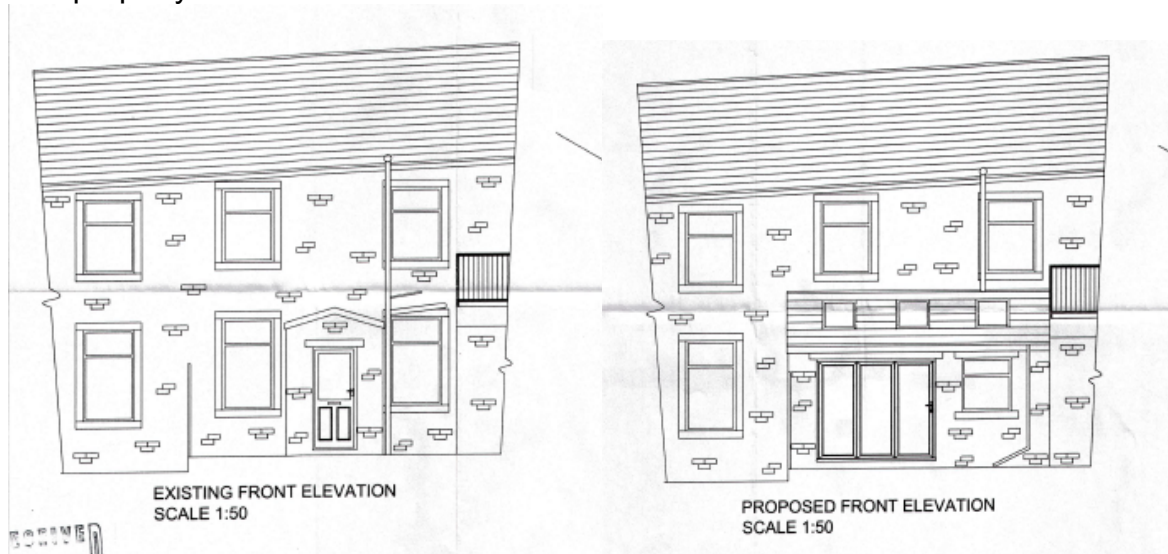 EXISTING FRONT ELEVATION
SCALE 1:50
PROPOSED FRONT ELEVATION
SCALE 1:50